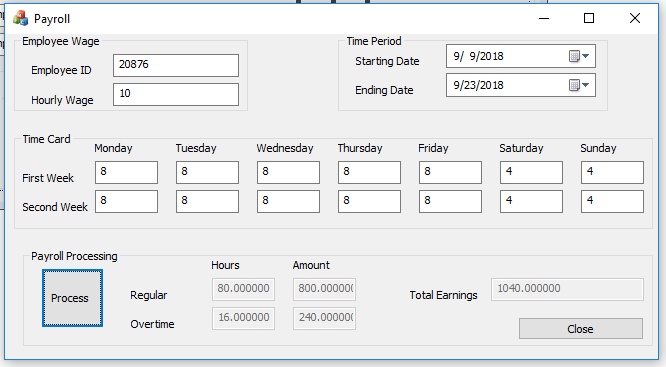 Payroll
Employee Wage
Employee ID 20876
Hourly Wage 10
Time Period
Starting Date 9/ 9/2018
Ending Date 9/23/2018
Time Card
Monday Tuesday Wednesday Thursday Friday Saturday Sunday
First Week 8 8 8 8 8 4 4
Second Week 8 8 8 8 8 4 4
Payroll Processing
Hours Amount
Process Regular 80.000000 800.000000 Total Earnings 1040.000000
Overtime 16.000000 240.000000 Close